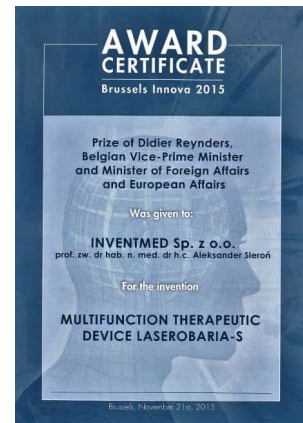 AWARD
CERTIFICATE
Brussels Innova 2015
Prize of Didier Reynders,
Belgian Vice-Prime Minister
and Minister of Foreign Affairs
and European Affairs
Was given to:
INVENTMED Sp. z o.o.
prof. zw. dr hab. n. med. dr h.c. Aleksander Sieroń
For the invention
MULTIFUNCTION THERAPEUTIC
DEVICE LASEROBARIA-S
Brussels, November 21st, 2015